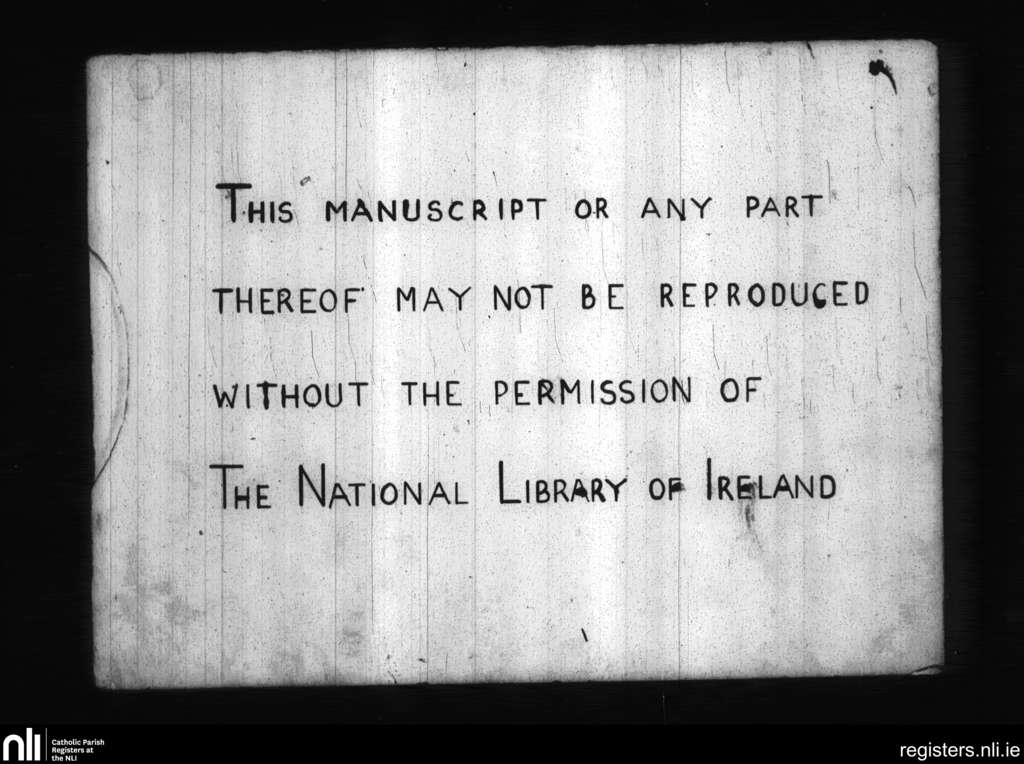 THIS MANUSCRIPT OR ANY PART
THEREOF MAY NOT BE REPRODUCED
WITHOUT THE PERMISSION OF
THE NATIONAL LIBRARY OF IRELAND
nli
Catholic Parish
Registers at
the NLI
registers.nli.ie